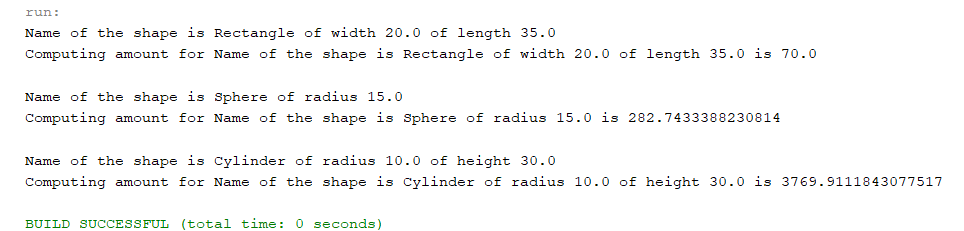 run:
Name of the shape is Rectangle of width 20.0 of length 35.0
Computing amount for Name of the shape is Rectangle of width 20.0 of length 35.0 is 70.0
Name of the shape is Sphere of radius 15.0
Computing amount for Name of the shape is Sphere of radius 15.0 is 282.7433388230814
Name of the shape is Cylinder of radius 10.0 of height 30.0
Computing amount for Name of the shape is Cylinder of radius 10.0 of height 30.0 is 3769.9111843077517
BUILD SUCCESSFUL (total time: 0 seconds)